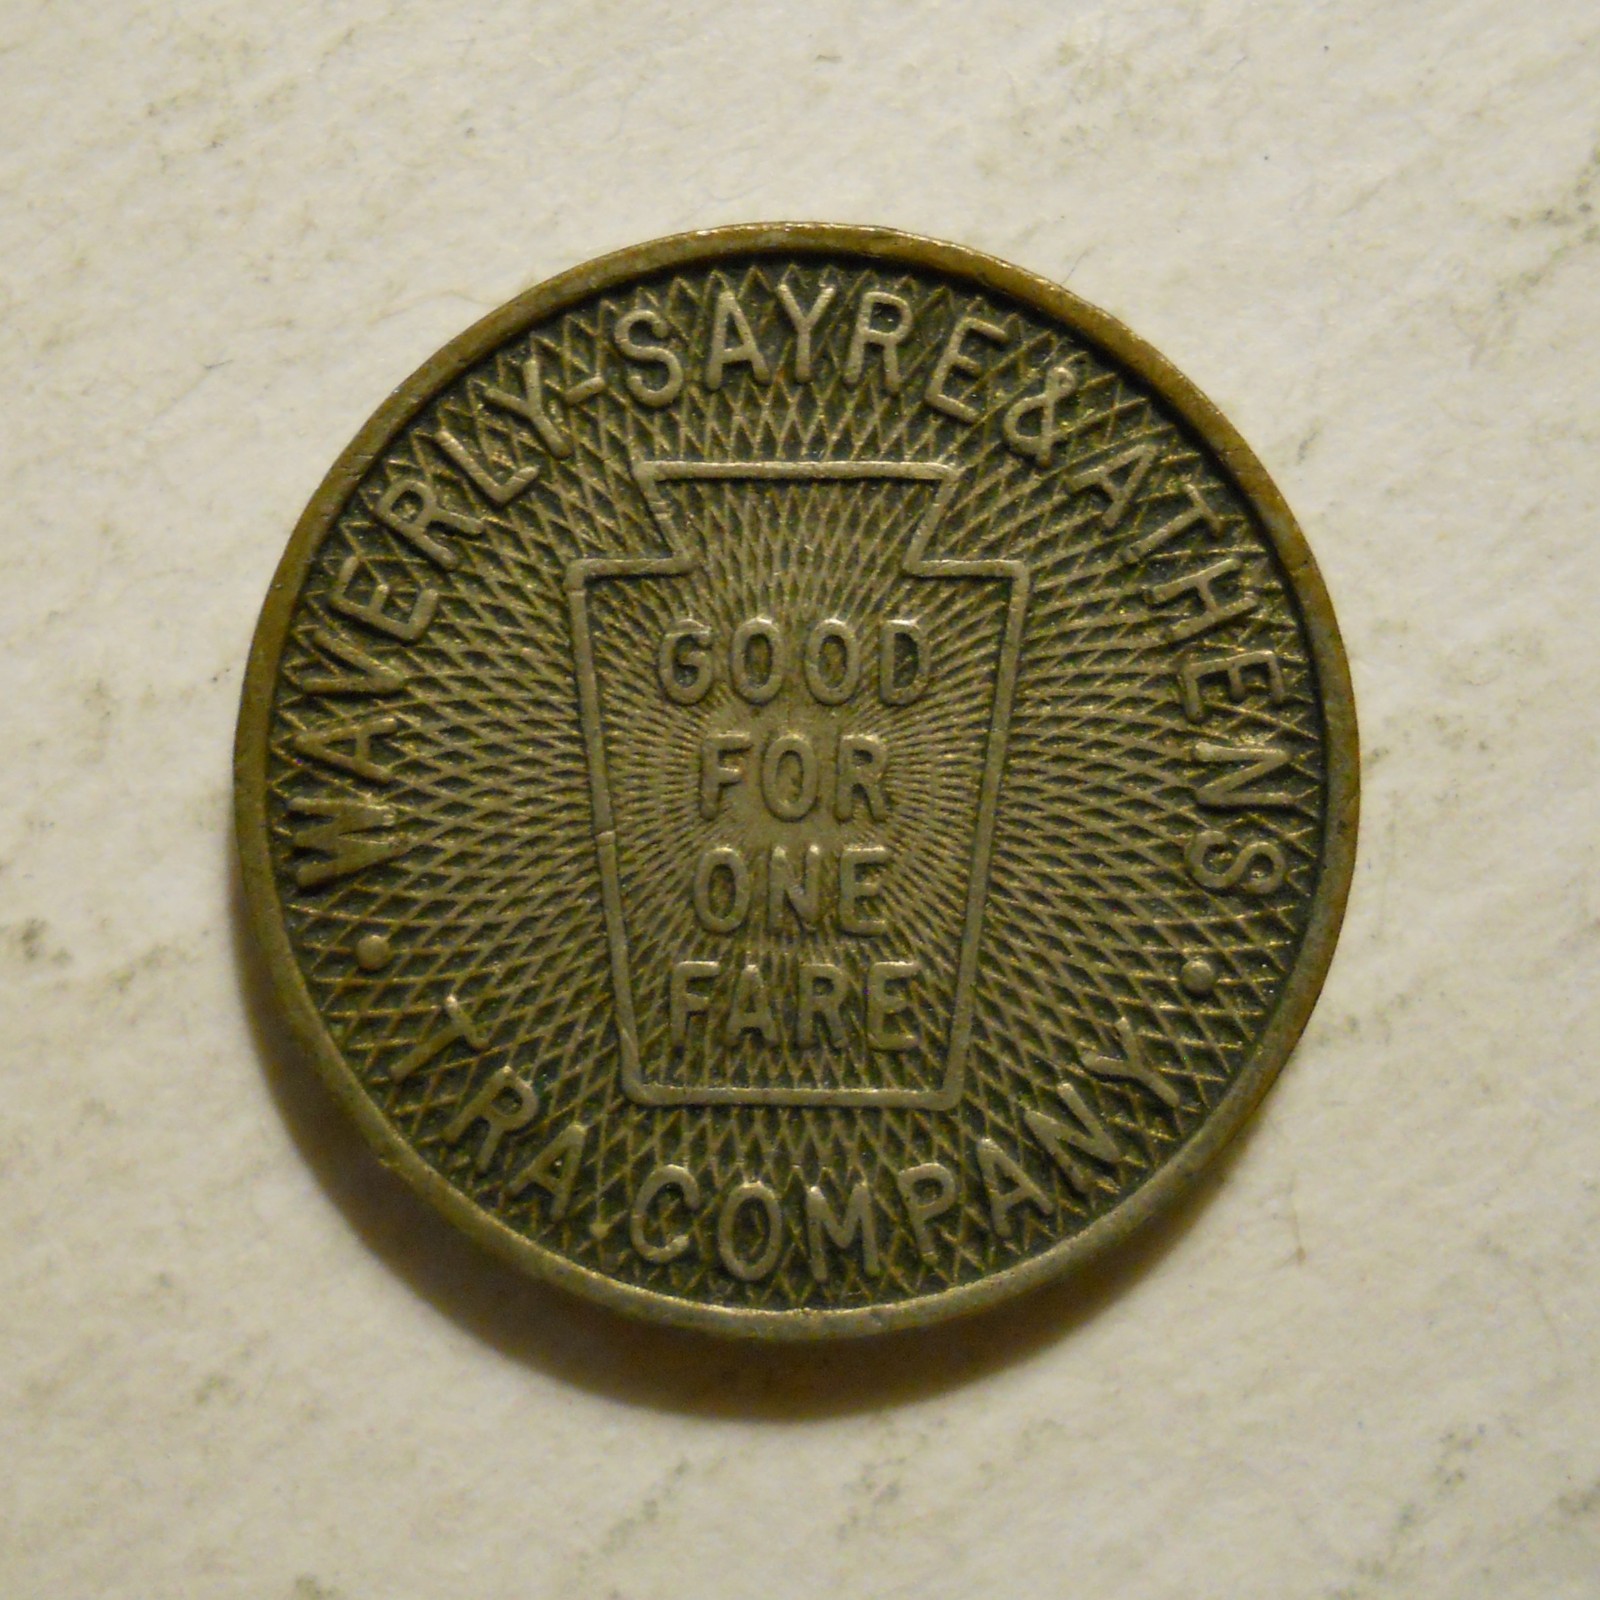 WAVERLY-SAYRE & ATHENS
GOOD
FOR
ONE
FARE
• TRA. COMPANY •